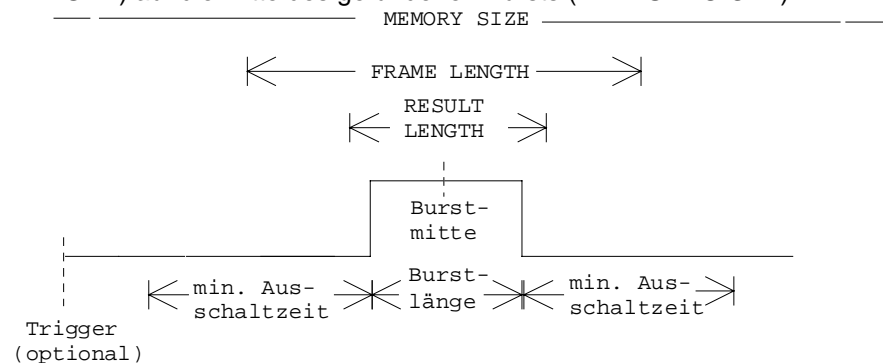 MEMORY SIZE
FRAME LENGTH
RESULT
LENGTH
Burst-
mitte
min. Aus-
schaltzeit
Burst-
länge
min. Aus-
schaltzeit
Trigger
(optional)